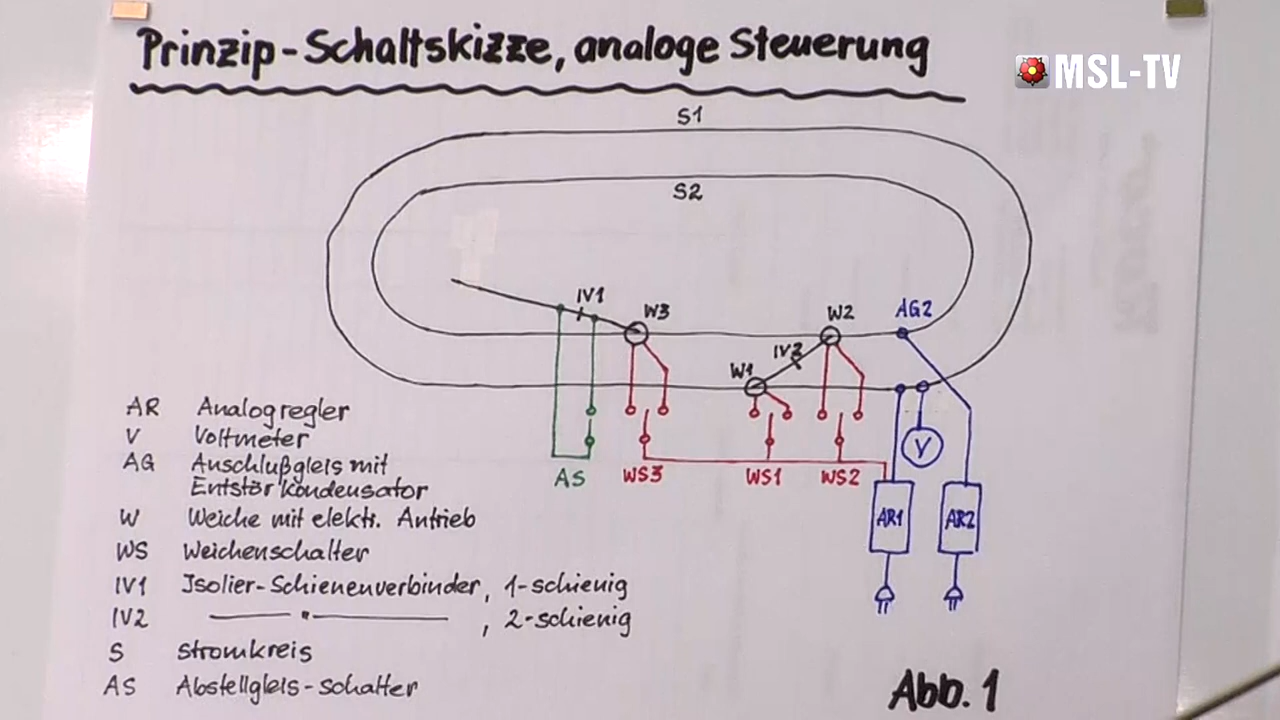 Prinzip-Schaltskizze, analoge Steuerung
MSL-TV
S1
S2
IV1
W3
W2
AG2
IV2
W1
V
AS
WS3
WS1
WS2
AR1
AR2
AR Analogregler
V Voltmeter
AG Anschlußgleis mit
Entstörkondensator
W Weiche mit elektr. Antrieb
WS Weichenschalter
IV1 Isolier-Schienenverbinder, 1-schienig
IV2 —— " ——, 2-schienig
S Stromkreis
AS Abstellgleis-Schalter
Abb. 1